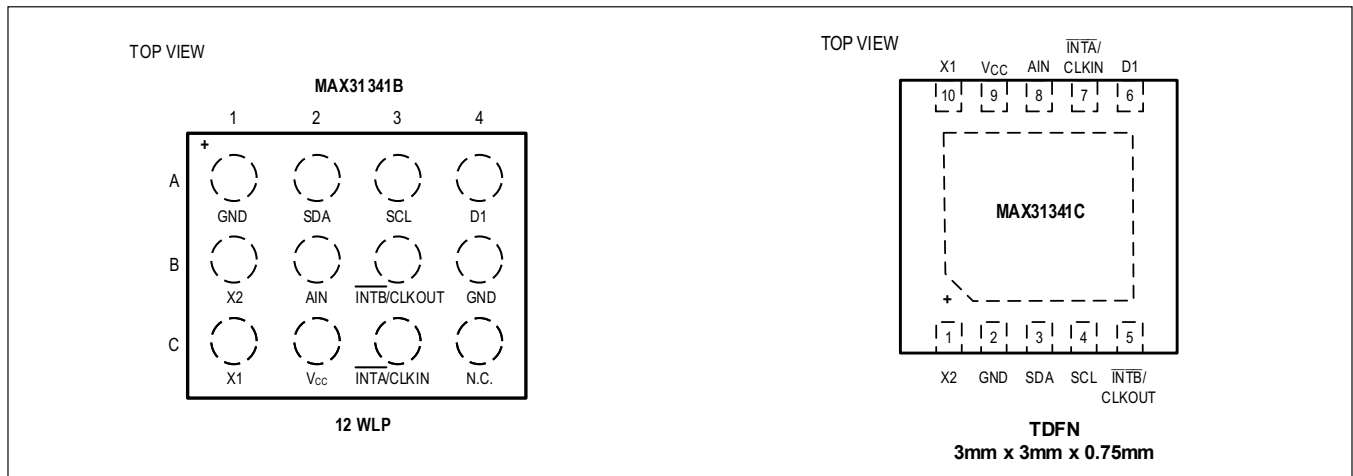 TOP VIEW
MAX31341B
1 2 3 4
+
A
GND SDA SCL D1
B
X2 AIN INTB/CLKOUT GND
C
X1 VCC INTA/CLKIN N.C.
12 WLP
TOP VIEW
X1 VCC AIN INTA/
CLKIN D1
10 9 8 7 6
MAX31341C
+
1 2 3 4 5
X2 GND SDA SCL INTB/
CLKOUT
TDFN
3mm x 3mm x 0.75mm